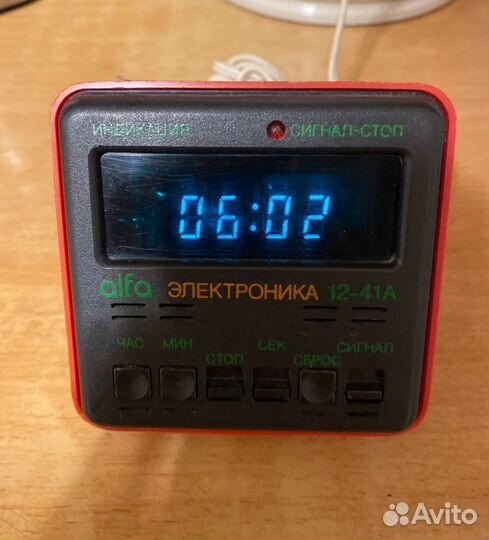 ИНДИКАЦИЯ СИГНАЛ-СТОП
06:02
alfa ЭЛЕКТРОНИКА 12-41А
ЧАС МИН СТОП СЕК СБРОС СИГНАЛ
Avito